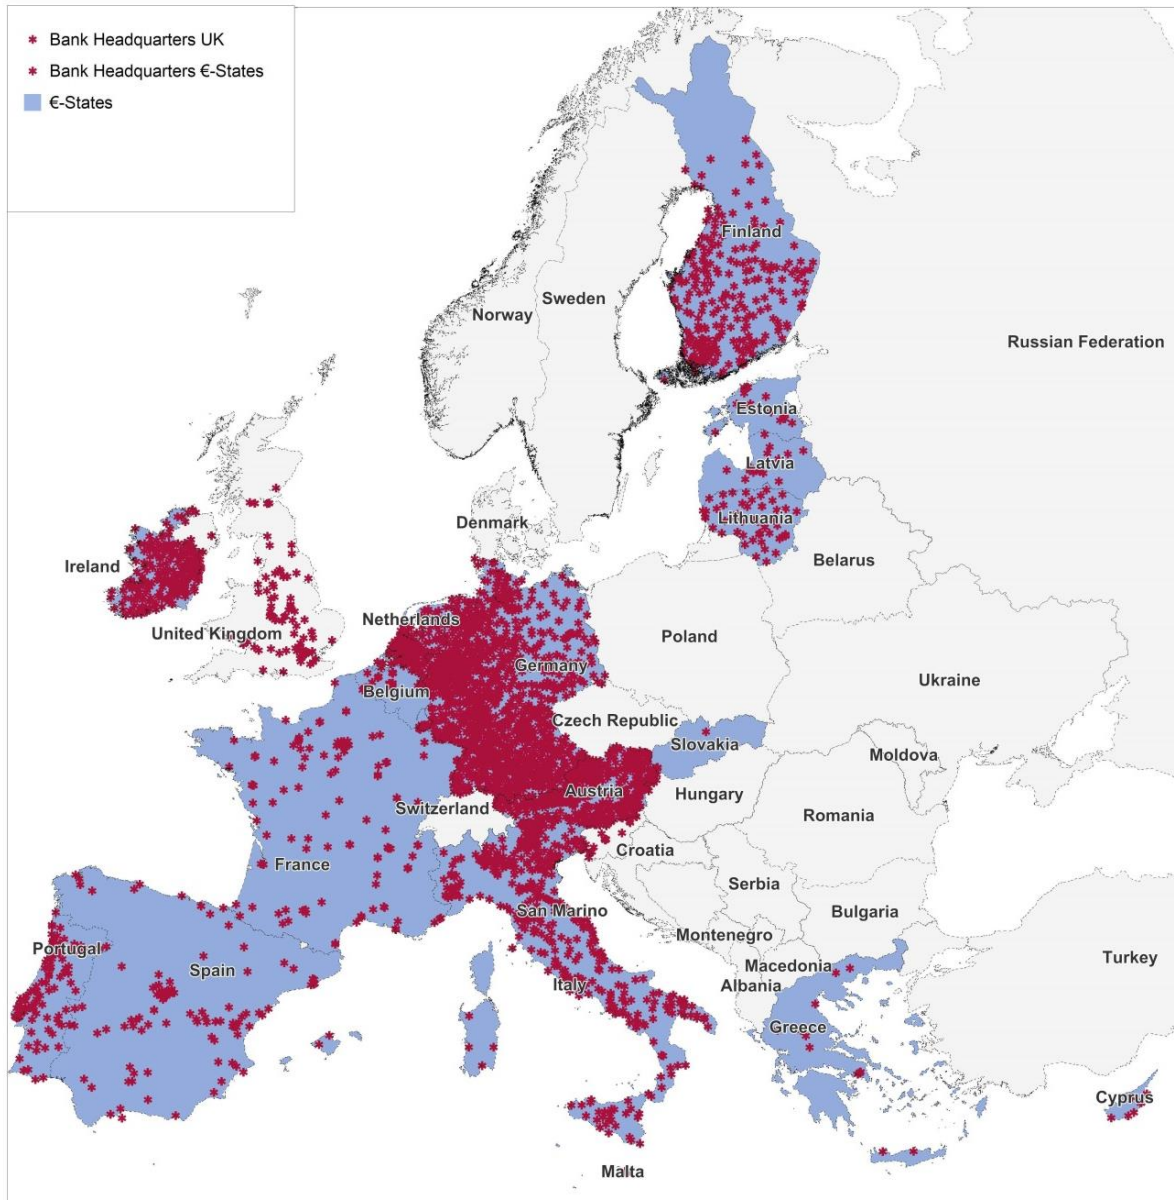 Bank Headquarters UK
Bank Headquarters €-States
€-States
Finland
Norway
Sweden
Russian Federation
Estonia
Latvia
Lithuania
Denmark
Belarus
Ireland
United Kingdom
Netherlands
Poland
Germany
Belgium
Ukraine
Czech Republic
Slovakia
Moldova
Austria
Hungary
Switzerland
Romania
Croatia
France
Serbia
San Marino
Bulgaria
Montenegro
Portugal
Spain
Macedonia
Turkey
Italy
Albania
Greece
Cyprus
Malta